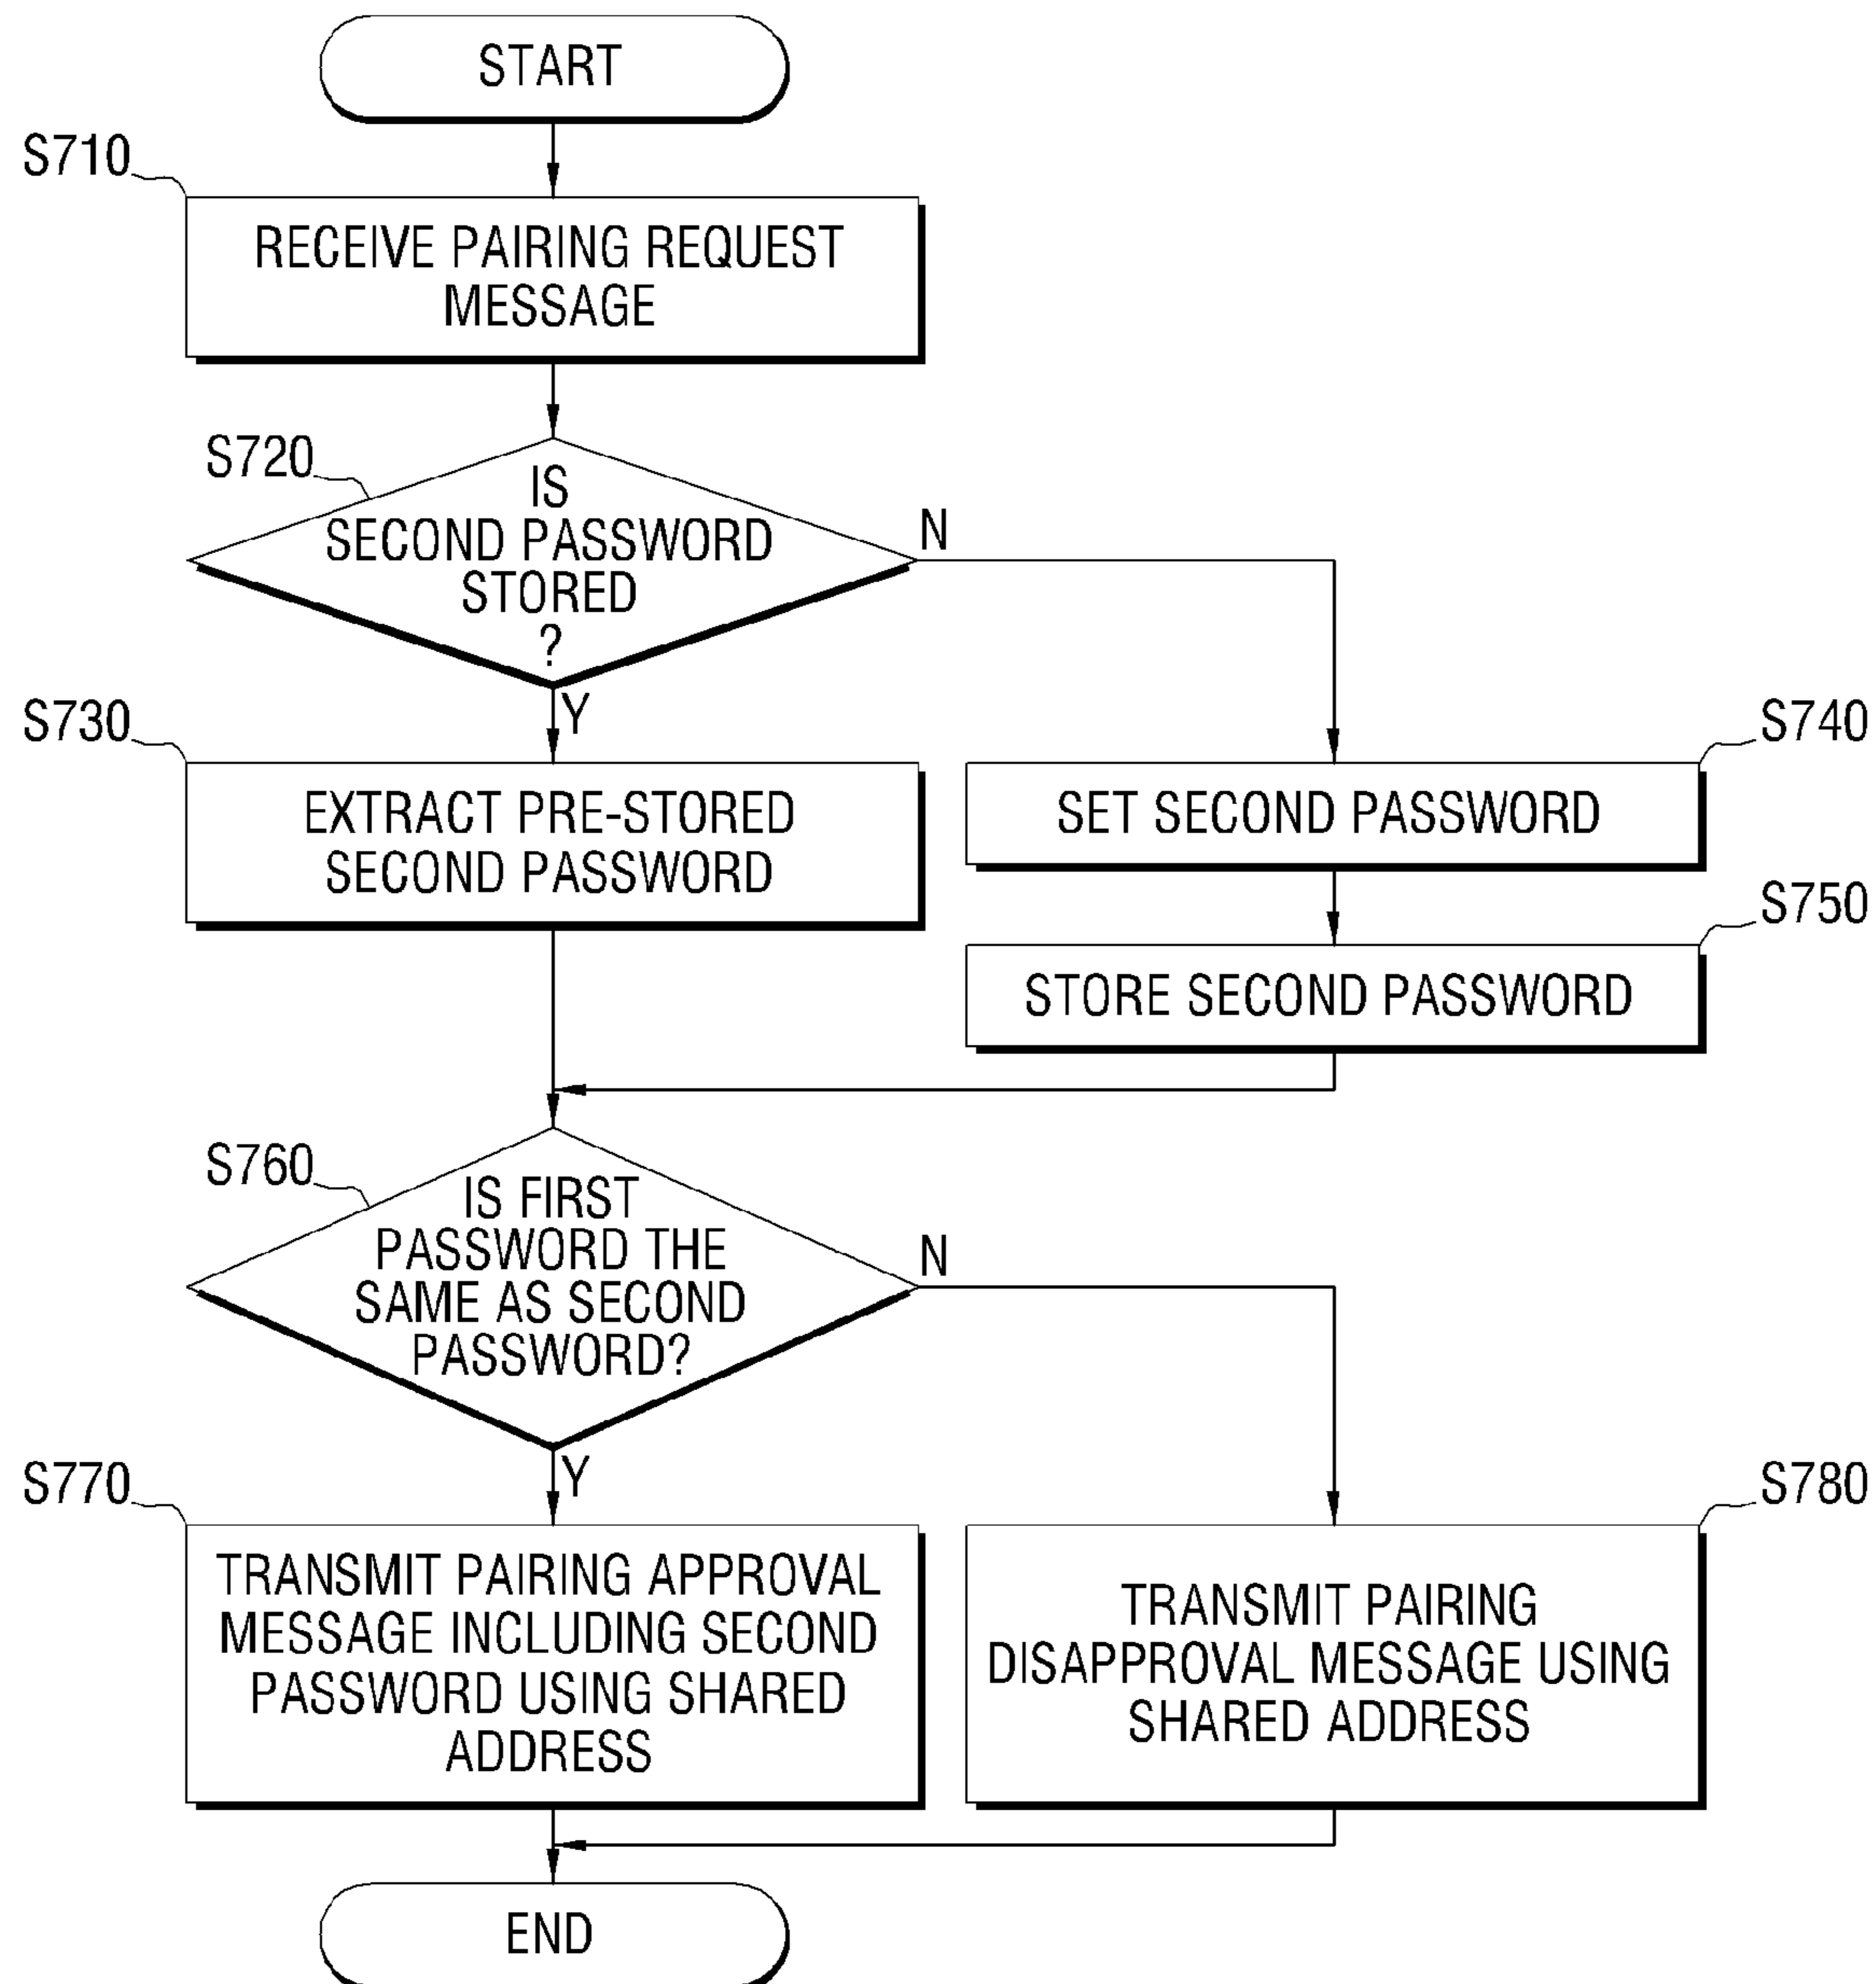 START
S710
RECEIVE PAIRING REQUEST
MESSAGE
S720
IS
SECOND PASSWORD
STORED
?
N
Y
S730
EXTRACT PRE-STORED
SECOND PASSWORD
S740
SET SECOND PASSWORD
S750
STORE SECOND PASSWORD
S760
IS FIRST
PASSWORD THE
SAME AS SECOND
PASSWORD?
N
Y
S770
TRANSMIT PAIRING APPROVAL
MESSAGE INCLUDING SECOND
PASSWORD USING SHARED
ADDRESS
S780
TRANSMIT PAIRING
DISAPPROVAL MESSAGE USING
SHARED ADDRESS
END